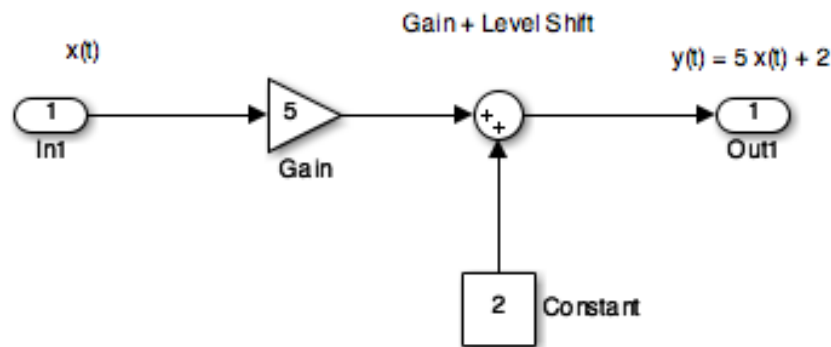 Gain + Level Shift
x(t)
y(t) = 5 x(t) + 2
1
5
+
+
1
In1
Gain
Out1
2
Constant